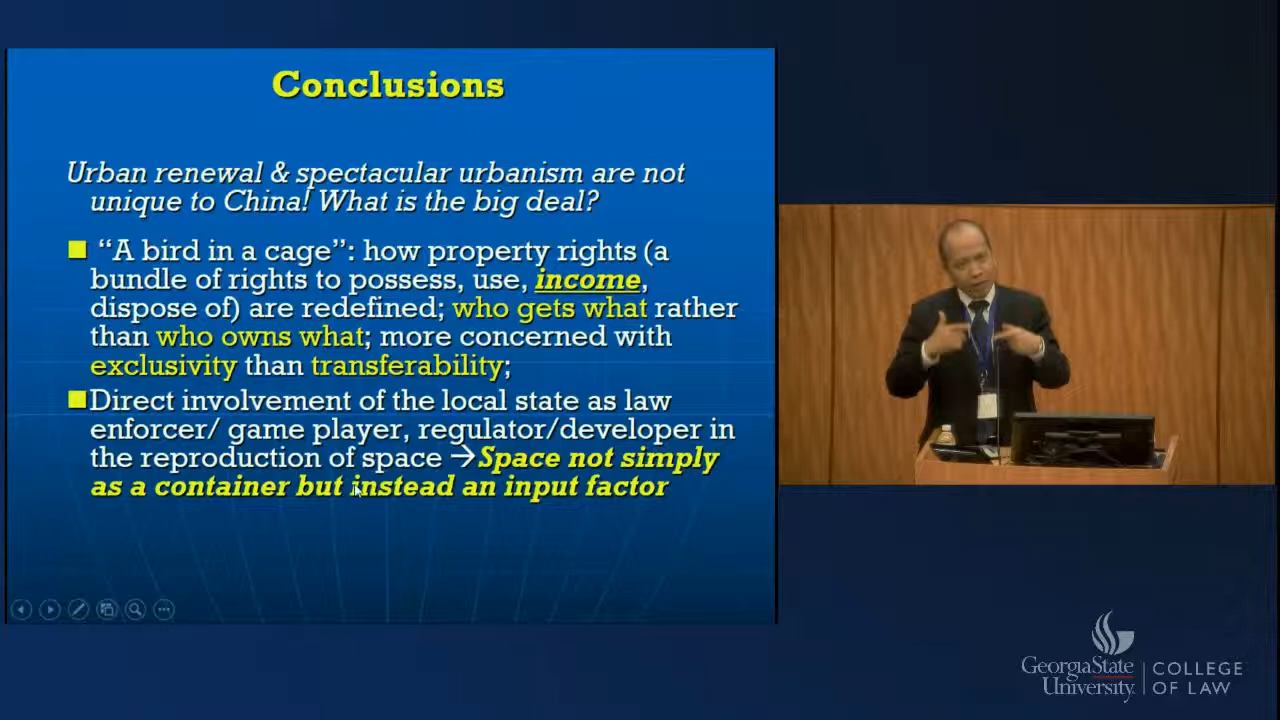 Conclusions
Urban renewal & spectacular urbanism are not
unique to China! What is the big deal?
“A bird in a cage”: how property rights (a
bundle of rights to possess, use, income,
dispose of) are redefined; who gets what rather
than who owns what; more concerned with
exclusivity than transferability;
Direct involvement of the local state as law
enforcer/ game player, regulator/developer in
the reproduction of space →Space not simply
as a container but instead an input factor
GeorgiaState
University
COLLEGE
OF LAW